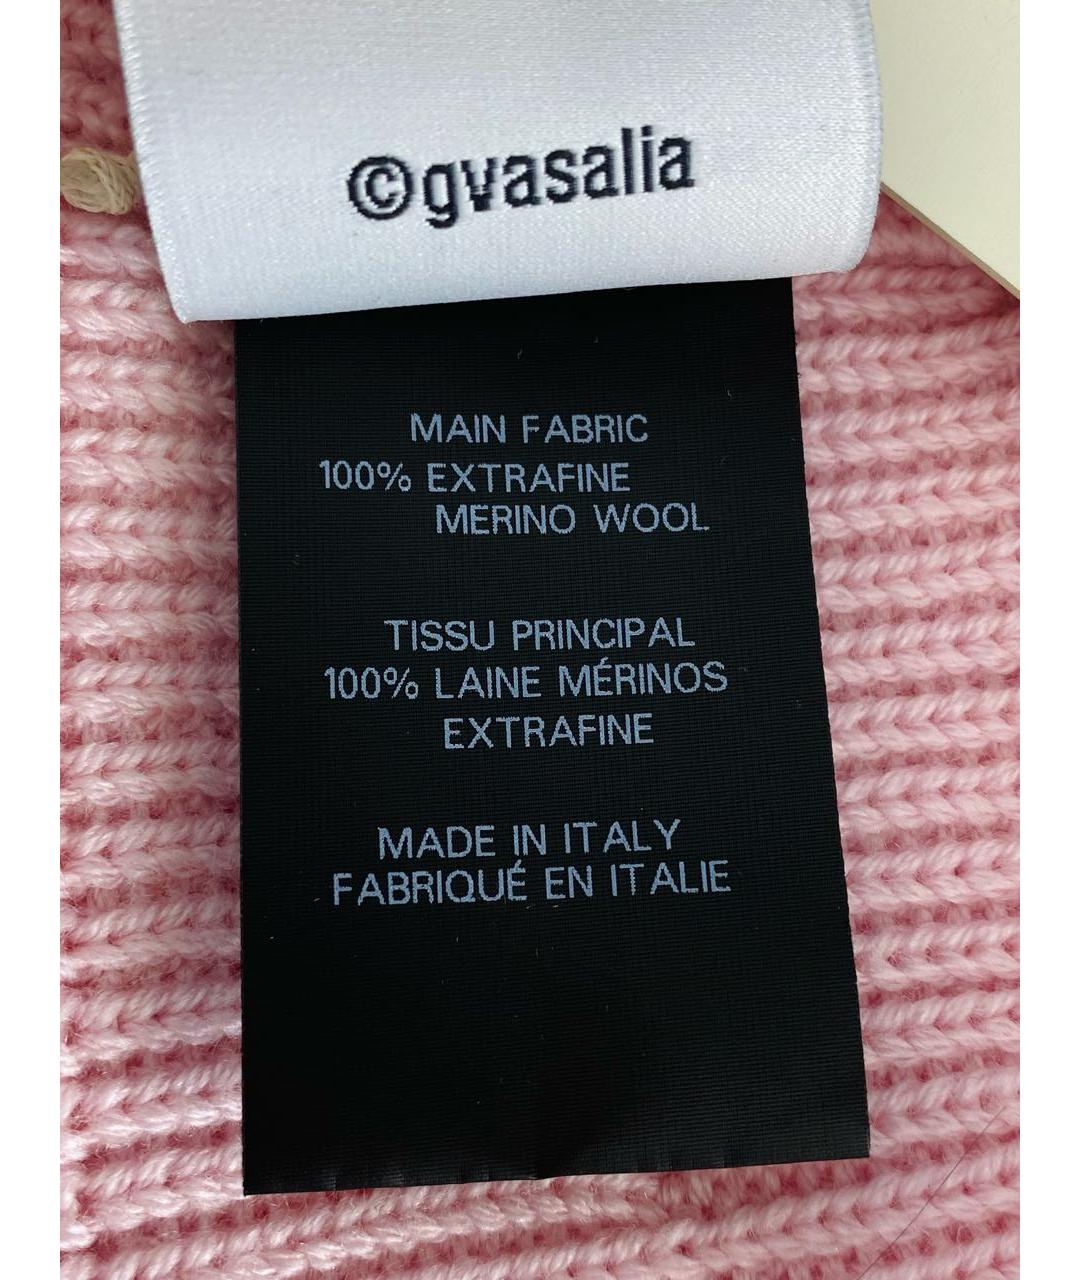 ©gvasalia
MAIN FABRIC
100% EXTRAFINE
MERINO WOOL
TISSU PRINCIPAL
100% LAINE MÉRINOS
EXTRAFINE
MADE IN ITALY
FABRIQUÉ EN ITALIE